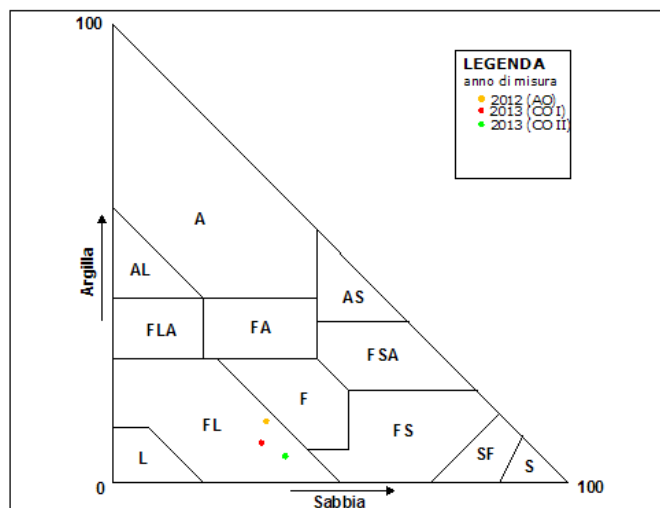 100
LEGENDA
anno di misura
2012 (AO)
2013 (CO I)
2013 (CO II)
A
Argilla
AL
AS
FLA
FA
FSA
F
FL
FS
L
SF
S
0
100
Sabbia